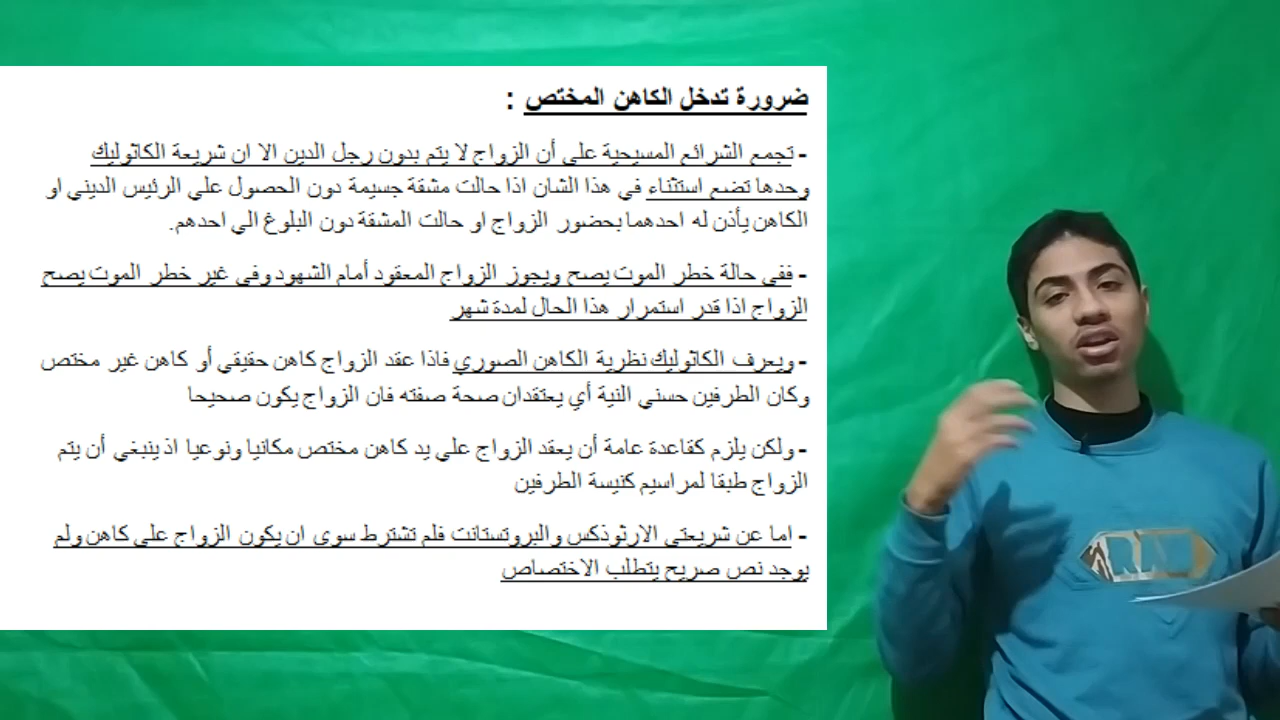 ضرورة تدخل الكاهن المختص :
- تجمع الشرائع المسيحية علي أن الزواج لا يتم بدون رجل الدين الا ان شريعة الكاثوليك
وحدها تضع استثناء في هذا الشان اذا حالت مشقة جسيمة دون الحصول علي الرئيس الديني او
الكاهن يأذن له احدهما بحضور الزواج او حالت المشقة دون البلوغ الي احدهم.
- ففي حالة خطر الموت يصح ويجوز الزواج المعقود أمام الشهود وفي غير خطر الموت يصح
الزواج اذا قدر استمرار هذا الحال لمدة شهر
- ويعرف الكاثوليك نظرية الكاهن الصوري فاذا عقد الزواج كاهن حقيقي أو كاهن غير مختص
وكان الطرفين حسني النية أي يعتقدان صحة صفته فان الزواج يكون صحيحا
- ولكن يلزم كقاعدة عامة أن يعقد الزواج علي يد كاهن مختص مكانيا ونوعيا اذ ينبغي أن يتم
الزواج طبقا لمراسيم كنيسة الطرفين
- اما عن شريعتي الارثوذكس والبروتستانت فلم تشترط سوي ان يكون الزواج علي كاهن ولم
يوجد نص صريح يتطلب الاختصاص